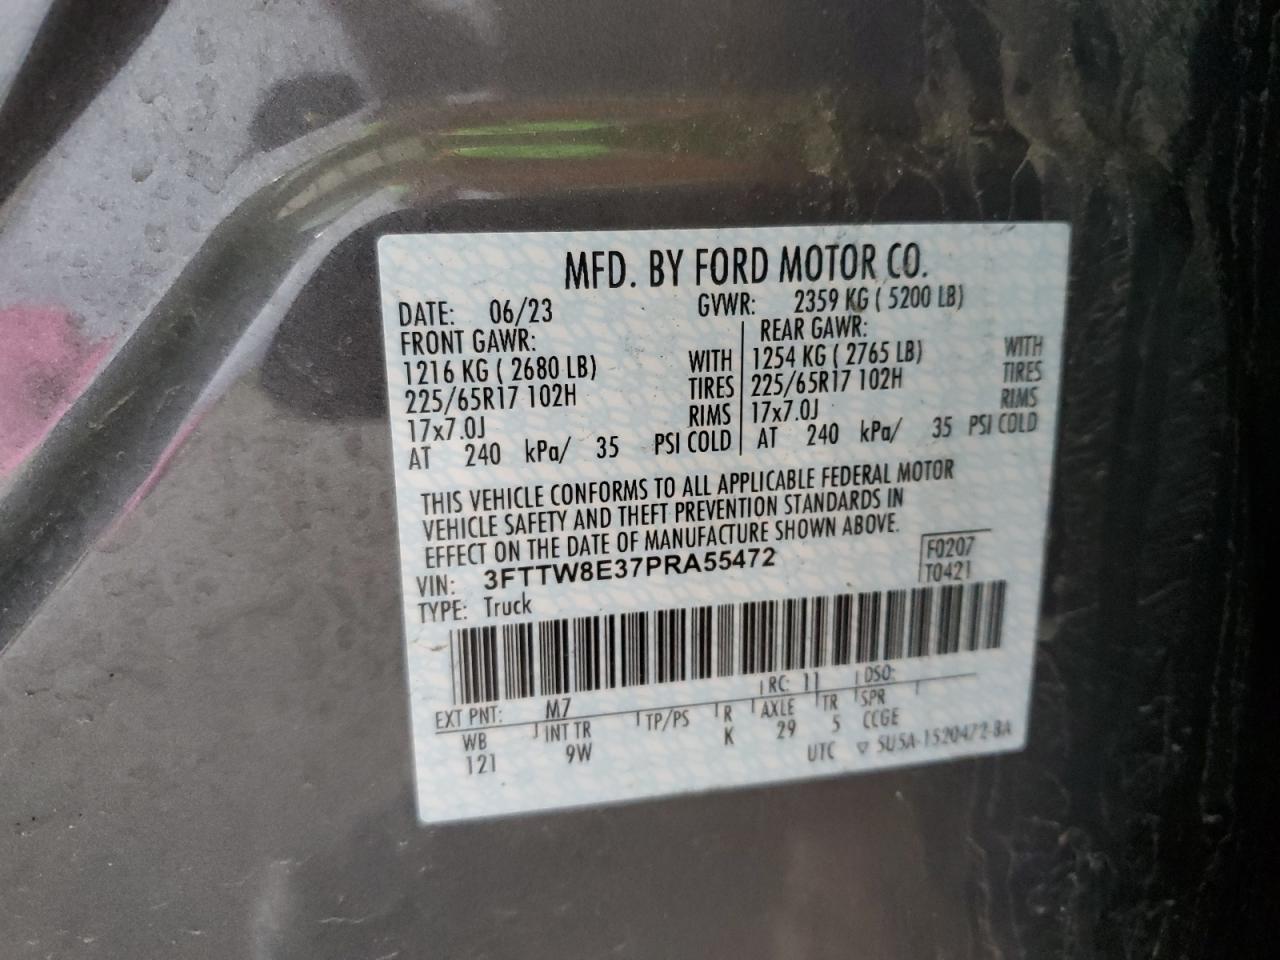 MFD. BY FORD MOTOR CO.
DATE: 06/23 GVWR: 2359 KG ( 5200 LB)
FRONT GAWR: REAR GAWR:
1216 KG ( 2680 LB) WITH 1254 KG ( 2765 LB) WITH
225/65R17 102H TIRES 225/65R17 102H TIRES
17x7.0J RIMS 17x7.0J RIMS
AT 240 kPa/ 35 PSI COLD AT 240 kPa/ 35 PSI COLD
THIS VEHICLE CONFORMS TO ALL APPLICABLE FEDERAL MOTOR
VEHICLE SAFETY AND THEFT PREVENTION STANDARDS IN
EFFECT ON THE DATE OF MANUFACTURE SHOWN ABOVE.
VIN: 3FTTW8E37PRA55472 F0207
TYPE: Truck T0421
EXT PNT: M7 RC: 11 DSO:
WB INT TR TP/PS R AXLE TR SPR
121 9W K 29 5 CCGE
UTC ▽ 5U5A-1520472-BA